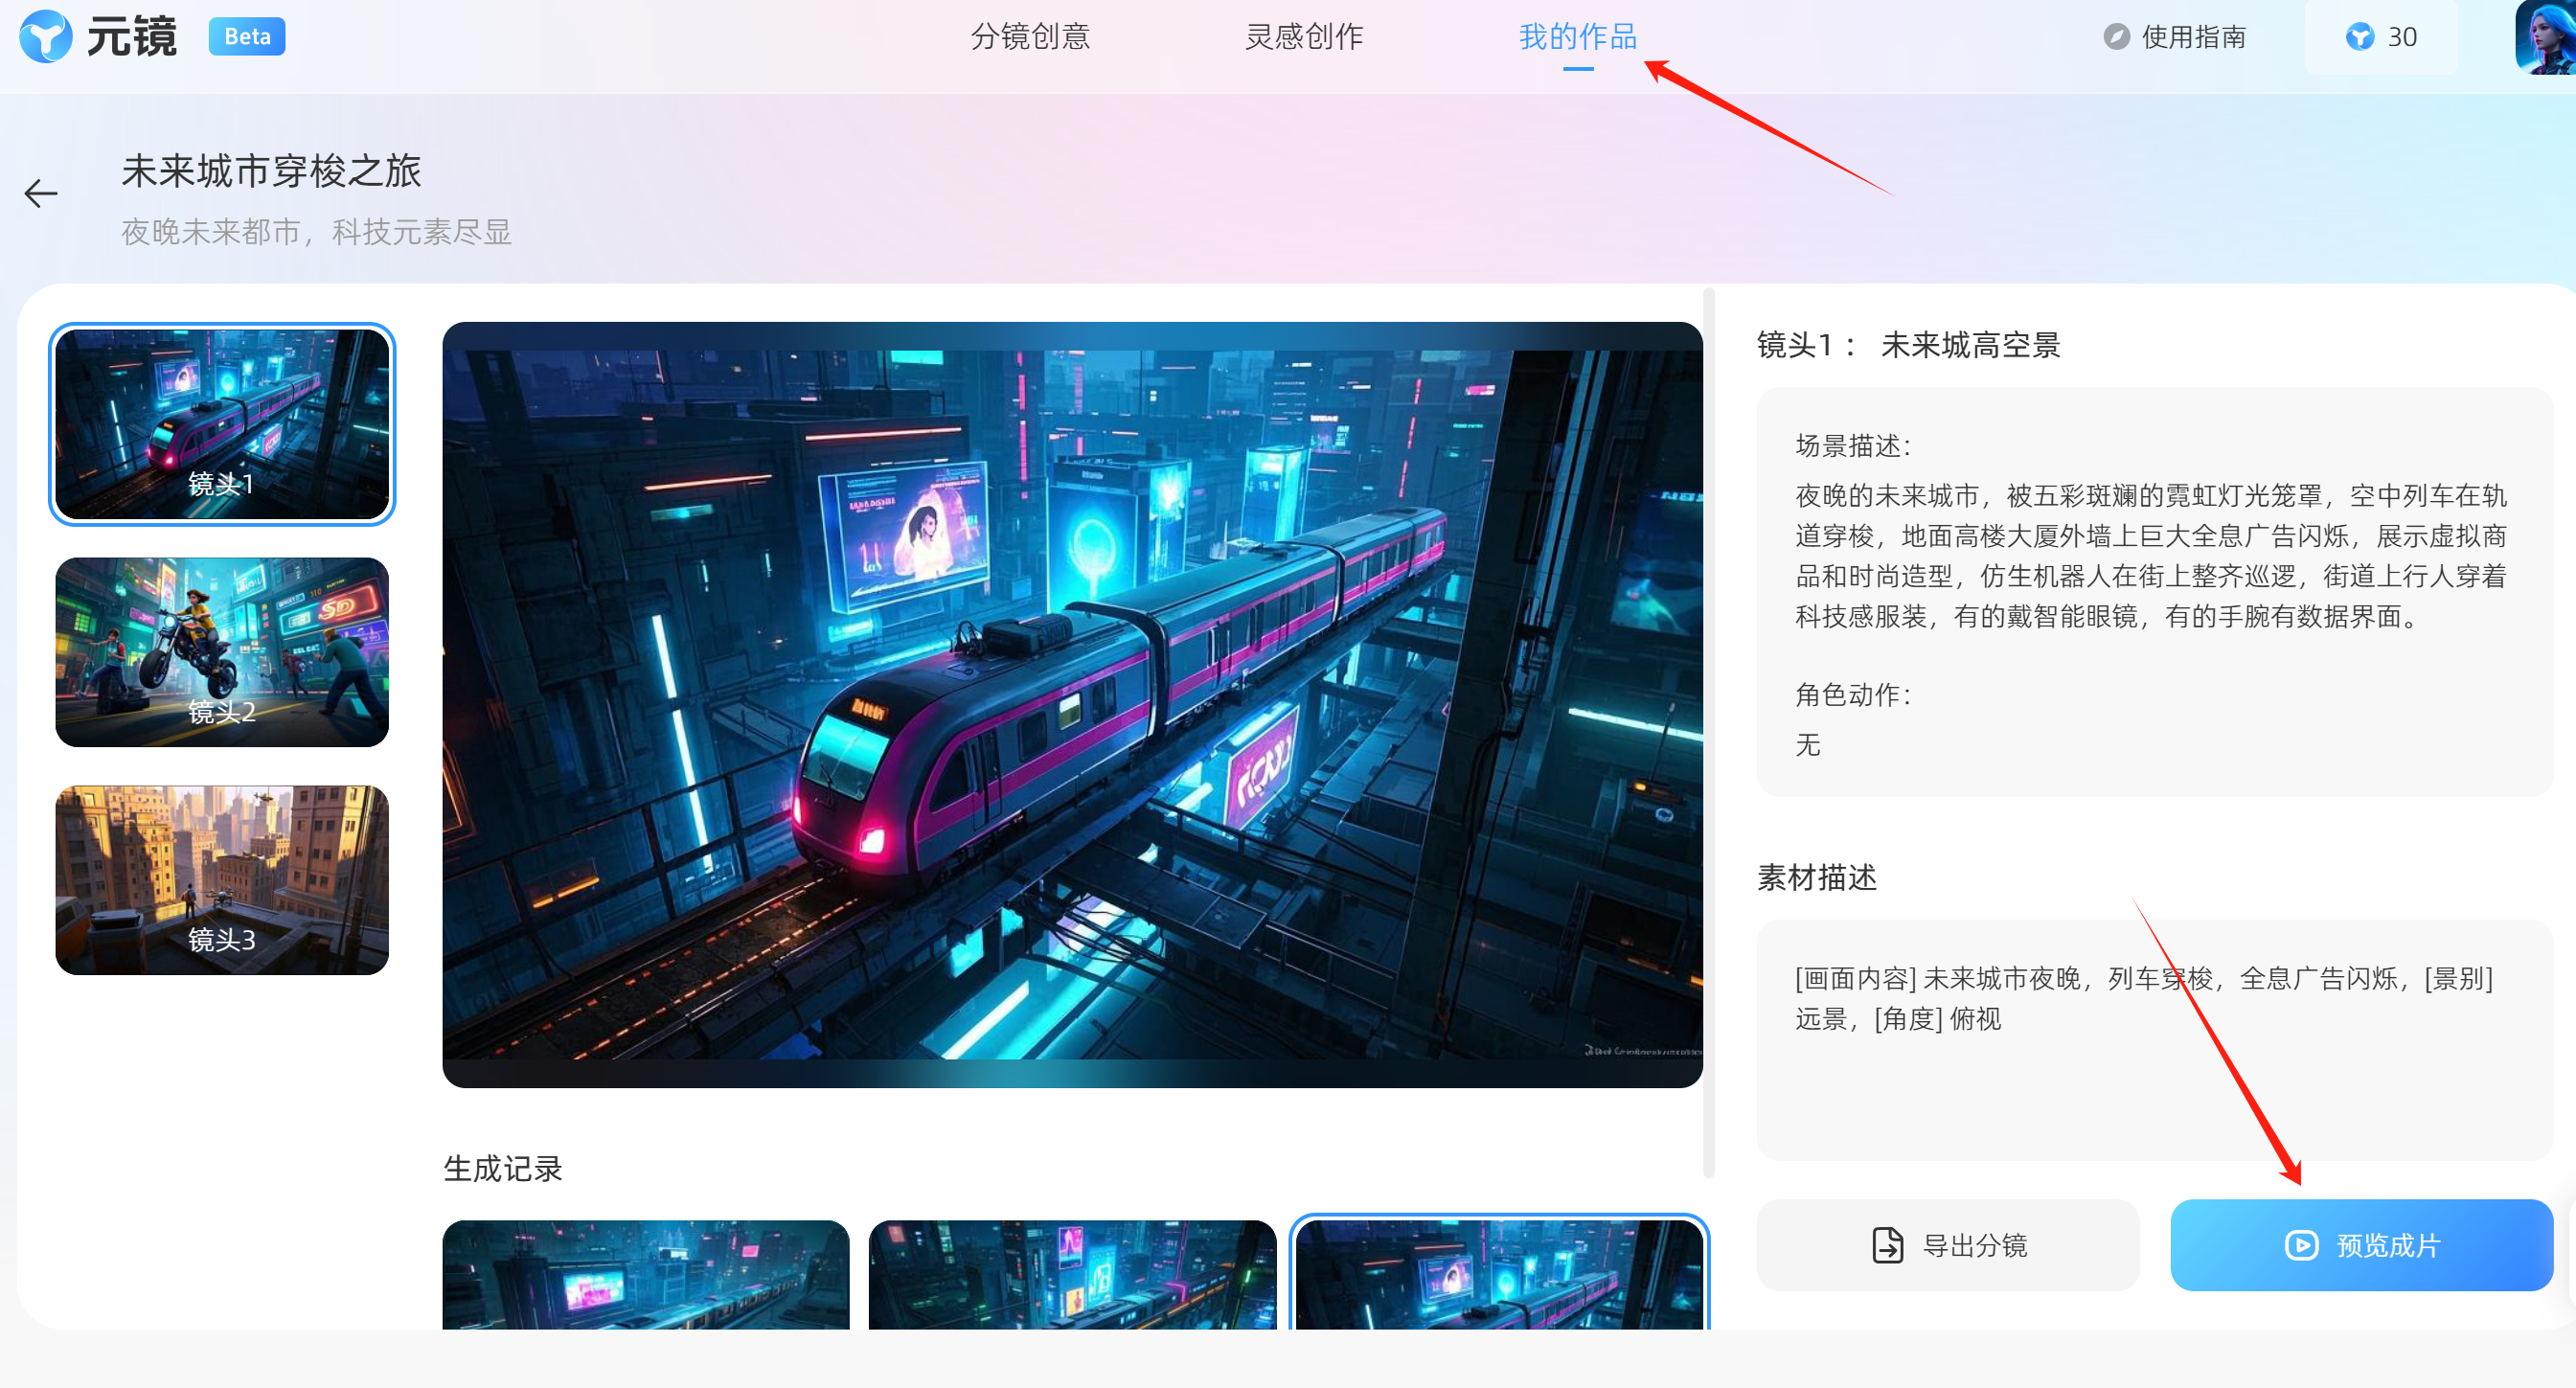 元镜 Beta
分镜创意
灵感创作
我的作品
使用指南
30
未来城市穿梭之旅
夜晚未来都市，科技元素尽显
镜头1
镜头2
镜头3
SD
生成记录
镜头1： 未来城高空景
场景描述：
夜晚的未来城市，被五彩斑斓的霓虹灯光笼罩，空中列车在轨
道穿梭，地面高楼大厦外墙上巨大全息广告闪烁，展示虚拟商
品和时尚造型，仿生机器人在街上整齐巡逻，街道上行人穿着
科技感服装，有的戴智能眼镜，有的手腕有数据界面。
角色动作：
无
素材描述
[画面内容] 未来城市夜晚，列车穿梭，全息广告闪烁，[景别]
远景，[角度] 俯视
导出分镜
预览成片